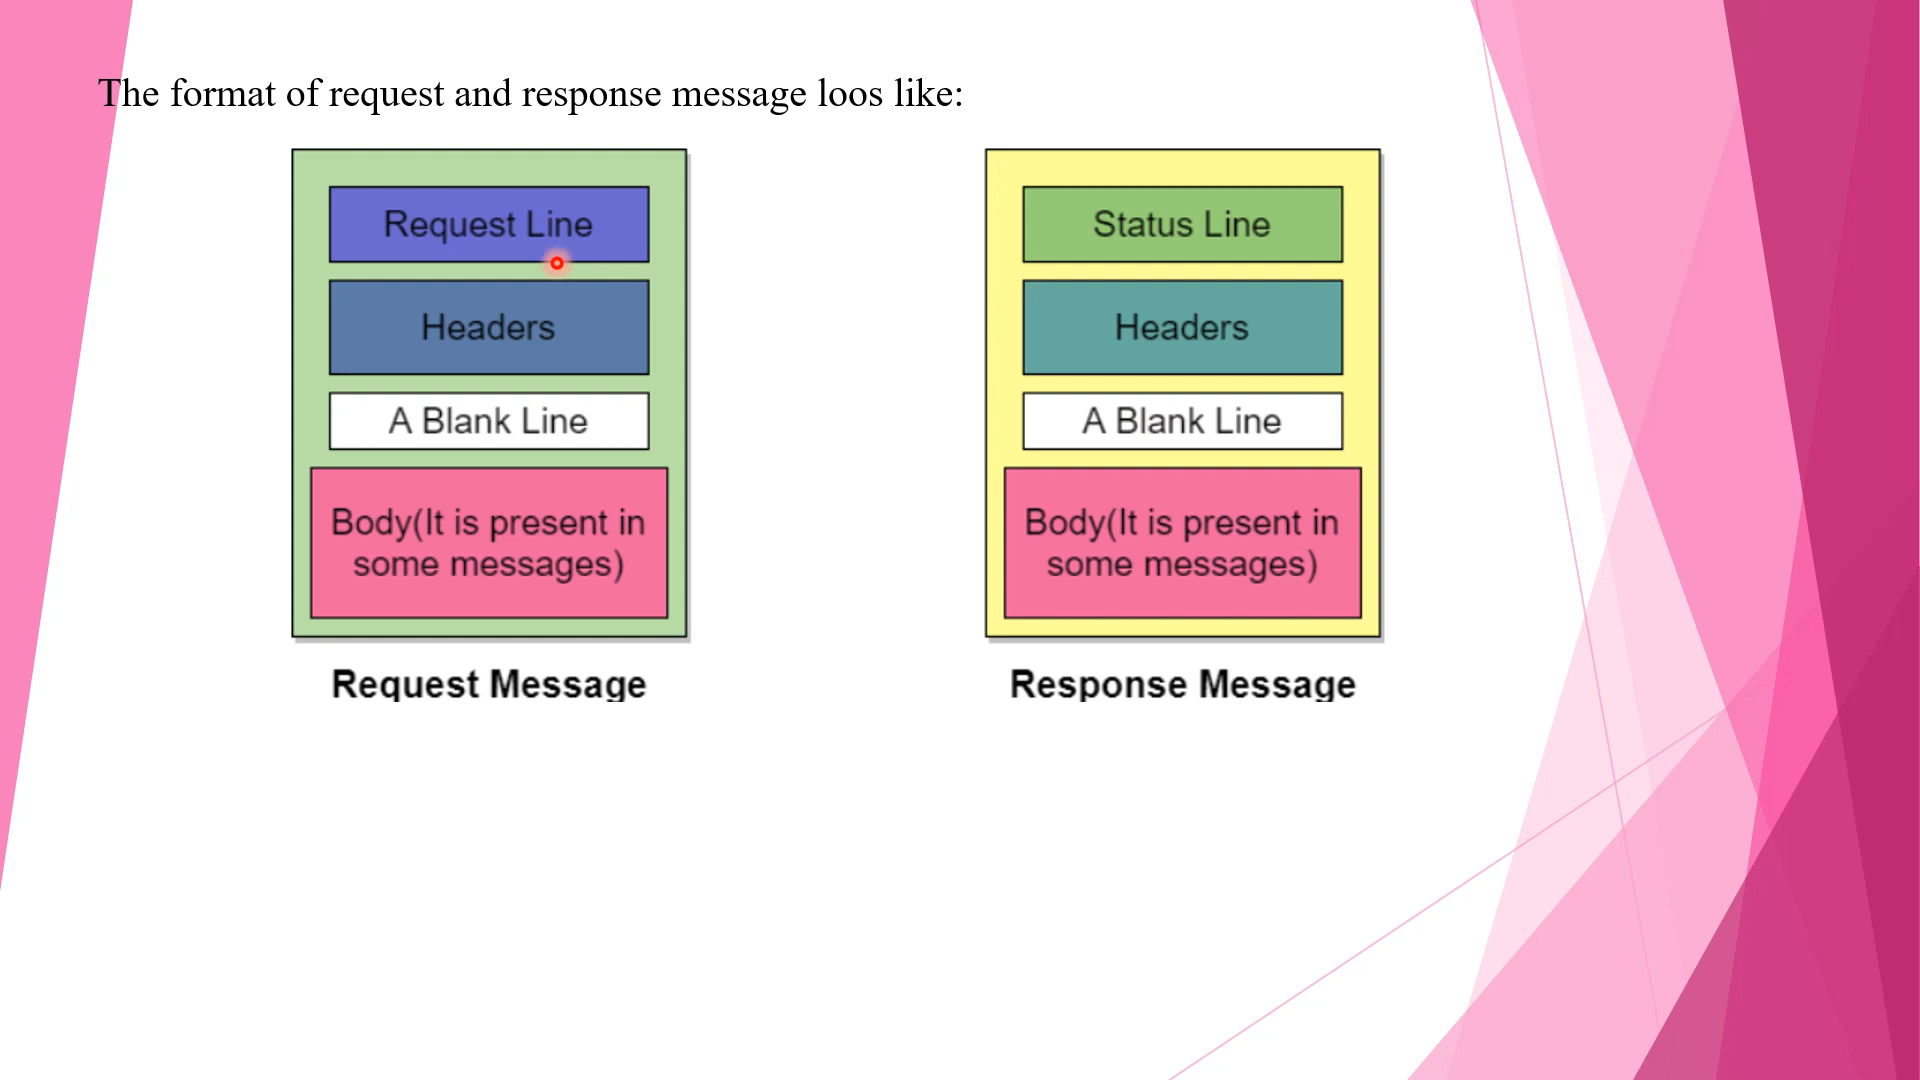 The format of request and response message loos like:
Request Line
Headers
A Blank Line
Body(It is present in
some messages)
Request Message
Status Line
Headers
A Blank Line
Body(It is present in
some messages)
Response Message